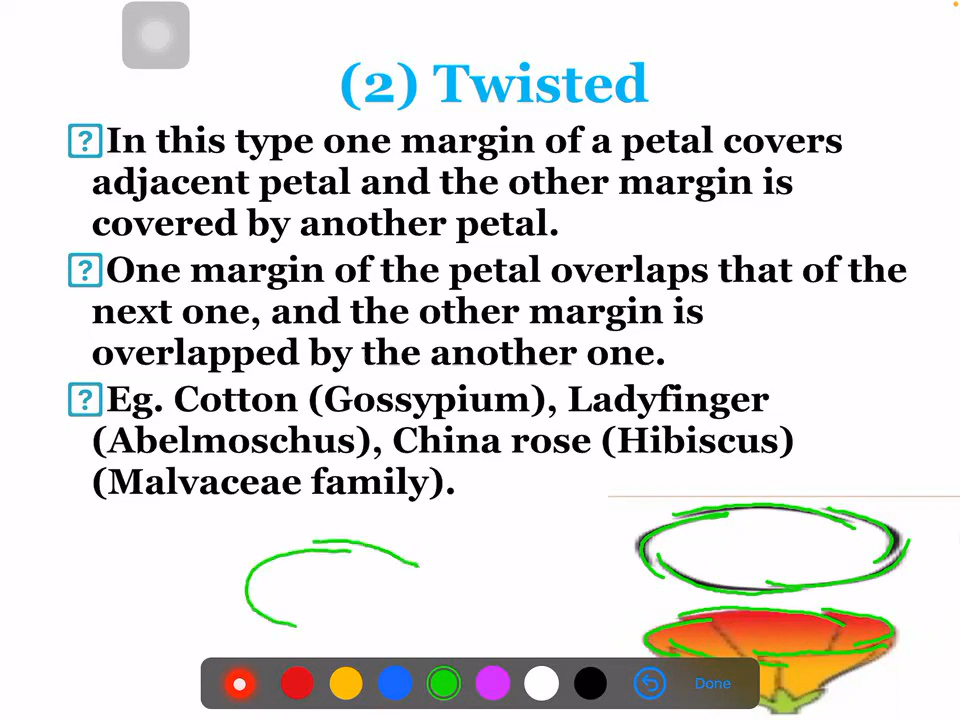 (2) Twisted
In this type one margin of a petal covers
adjacent petal and the other margin is
covered by another petal.
One margin of the petal overlaps that of the
next one, and the other margin is
overlapped by the another one.
Eg. Cotton (Gossypium), Ladyfinger
(Abelmoschus), China rose (Hibiscus)
(Malvaceae family).
Done